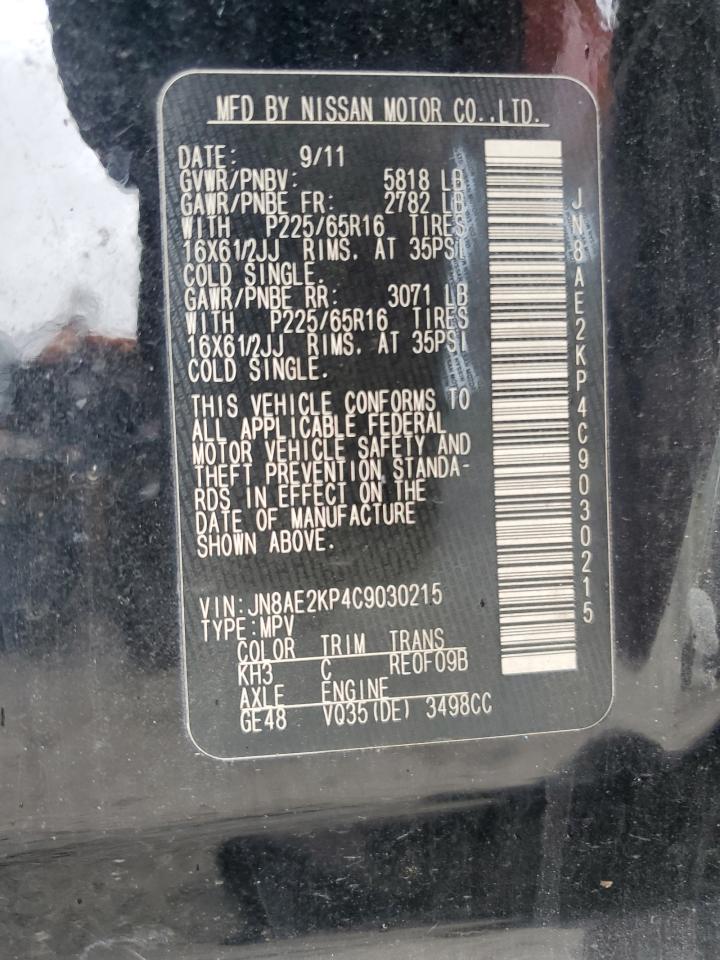 MFD BY NISSAN MOTOR CO.,LTD.
DATE: 9/11
GVWR/PNBV: 5818 LB
GAWR/PNBE FR: 2782 LB
WITH P225/65R16 TIRES
16X61/2JJ RIMS, AT 35PSI
COLD SINGLE.
GAWR/PNBE RR: 3071 LB
WITH P225/65R16 TIRES
16X61/2JJ RIMS, AT 35PSI
COLD SINGLE.
THIS VEHICLE CONFORMS TO
ALL APPLICABLE FEDERAL
MOTOR VEHICLE SAFETY AND
THEFT PREVENTION STANDA-
RDS IN EFFECT ON THE
DATE OF MANUFACTURE
SHOWN ABOVE.
VIN:JN8AE2KP4C9030215
TYPE:MPV
COLOR TRIM TRANS
KH3 C RE0F09B
AXLE ENGINE
GE48 VQ35(DE) 3498CC
JN8AE2KP4C9030215